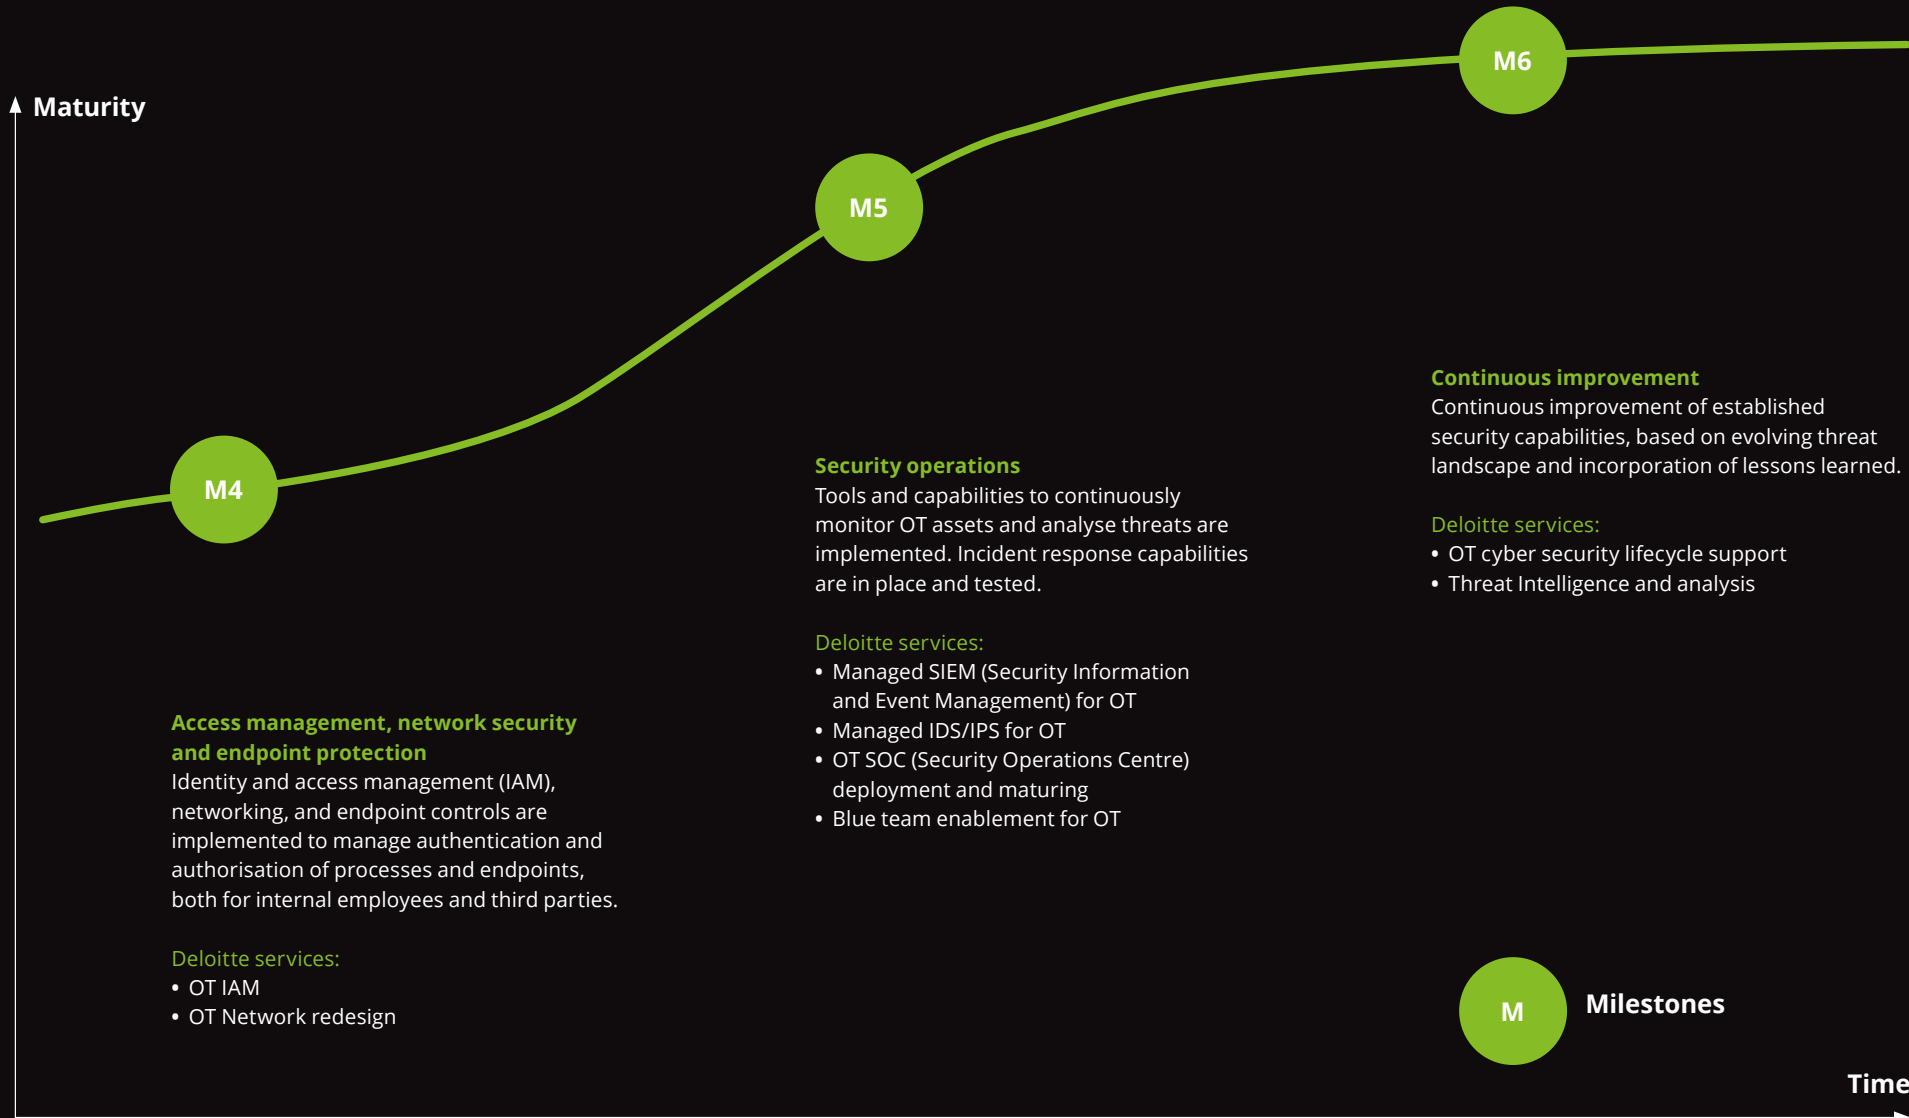 Maturity
M4
Access management, network security
and endpoint protection
Identity and access management (IAM),
networking, and endpoint controls are
implemented to manage authentication and
authorisation of processes and endpoints,
both for internal employees and third parties.
Deloitte services:
• OT IAM
• OT Network redesign
M5
Security operations
Tools and capabilities to continuously
monitor OT assets and analyse threats are
implemented. Incident response capabilities
are in place and tested.
Deloitte services:
• Managed SIEM (Security Information
and Event Management) for OT
• Managed IDS/IPS for OT
• OT SOC (Security Operations Centre)
deployment and maturing
• Blue team enablement for OT
M6
Continuous improvement
Continuous improvement of established
security capabilities, based on evolving threat
landscape and incorporation of lessons learned.
Deloitte services:
• OT cyber security lifecycle support
• Threat Intelligence and analysis
M
Milestones
Time